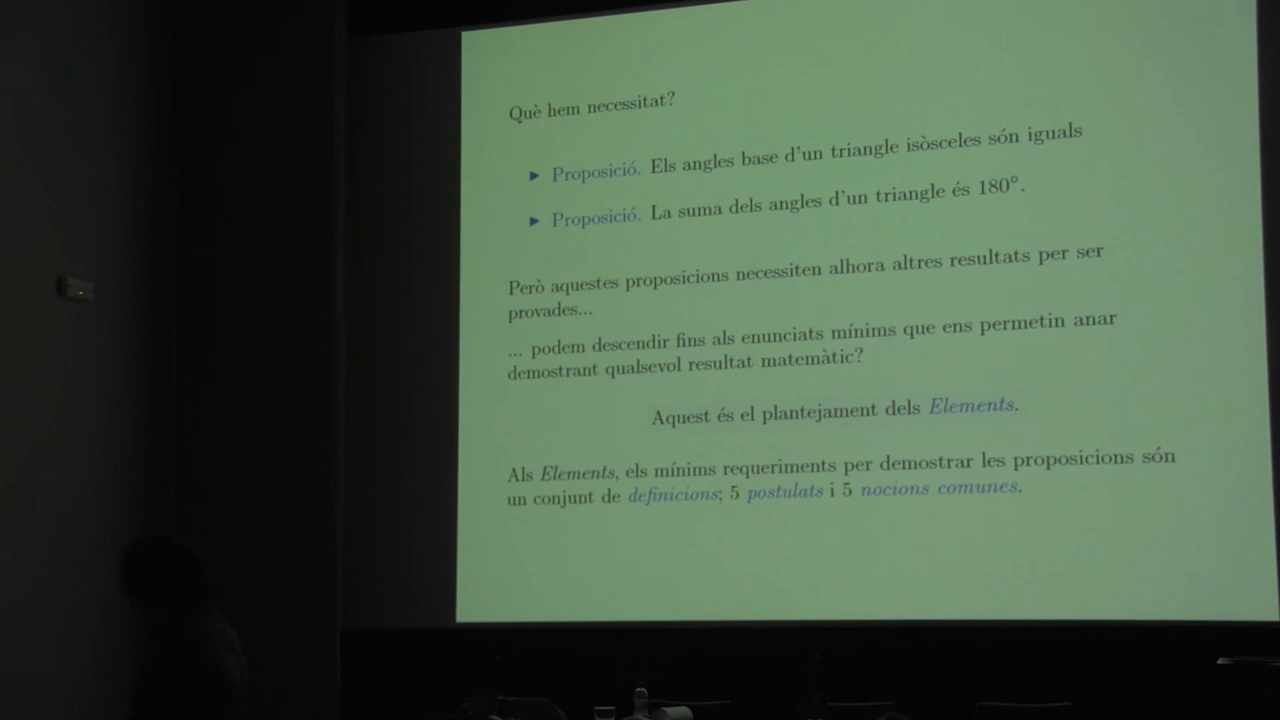 Què hem necessitat?
► Proposició. Els angles base d'un triangle isòsceles són iguals
► Proposició. La suma dels angles d'un triangle és 180°.
Però aquestes proposicions necessiten alhora altres resultats per ser
provades...
... podem descendir fins als enunciats mínims que ens permetin anar
demostrant qualsevol resultat matemàtic?
Aquest és el plantejament dels Elements.
Als Elements, els mínims requeriments per demostrar les proposicions són
un conjunt de definicions; 5 postulats i 5 nocions comunes.